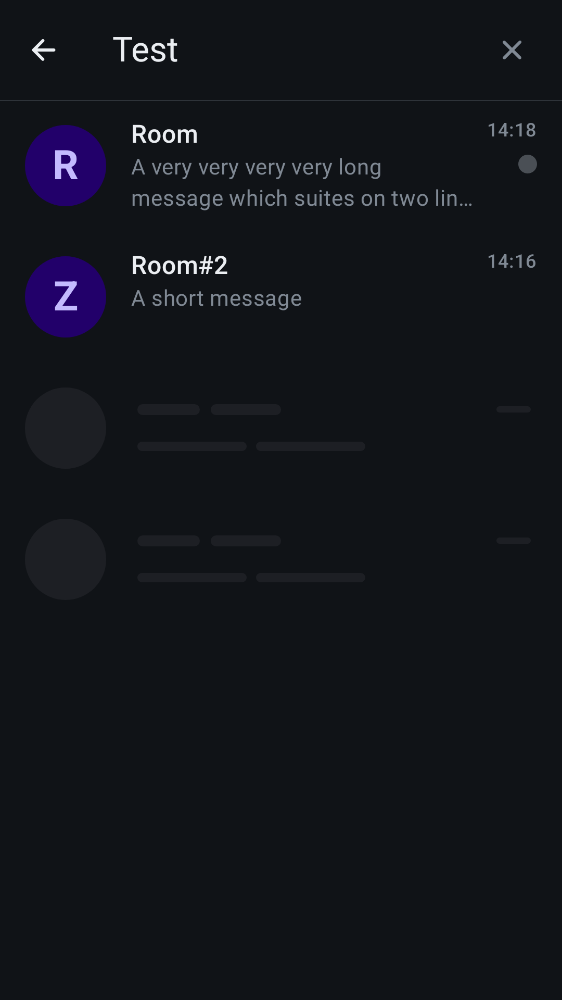 Test
R
Room
14:18
A very very very very long
message which suites on two lin…
Z
Room#2
14:16
A short message